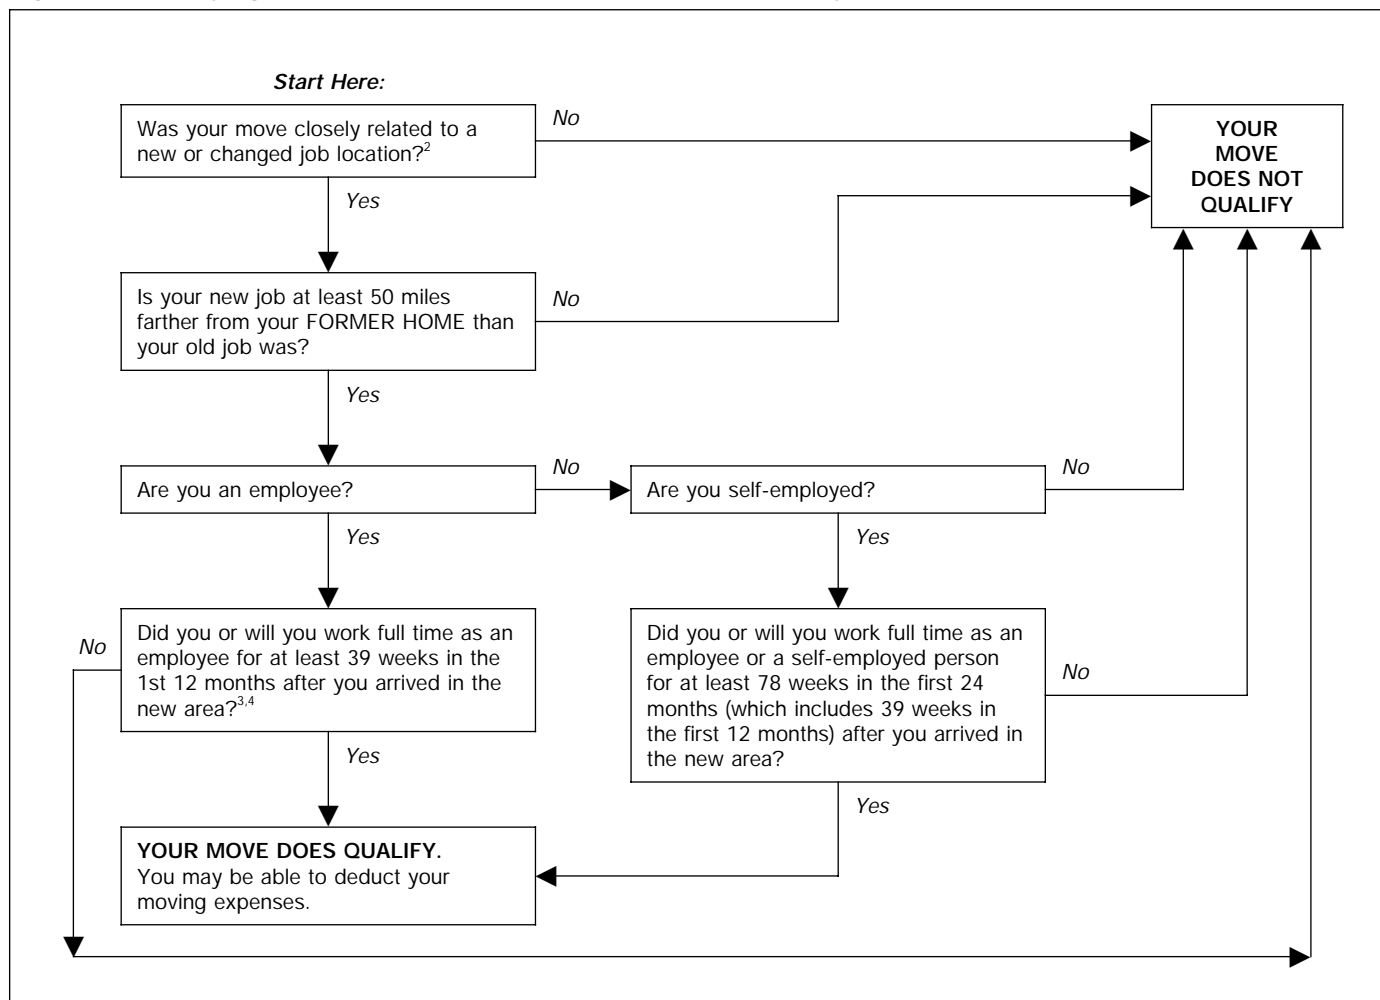 Start Here:
Was your move closely related to a
new or changed job location?2
No
YOUR
MOVE
DOES NOT
QUALIFY
Yes
Is your new job at least 50 miles
farther from your FORMER HOME than
your old job was?
No
Yes
Are you an employee?
No
Are you self-employed?
No
Yes
Yes
No
Did you or will you work full time as an
employee for at least 39 weeks in the
1st 12 months after you arrived in the
new area?3,4
Did you or will you work full time as an
employee or a self-employed person
for at least 78 weeks in the first 24
months (which includes 39 weeks in
the first 12 months) after you arrived in
the new area?
No
Yes
Yes
YOUR MOVE DOES QUALIFY.
You may be able to deduct your
moving expenses.